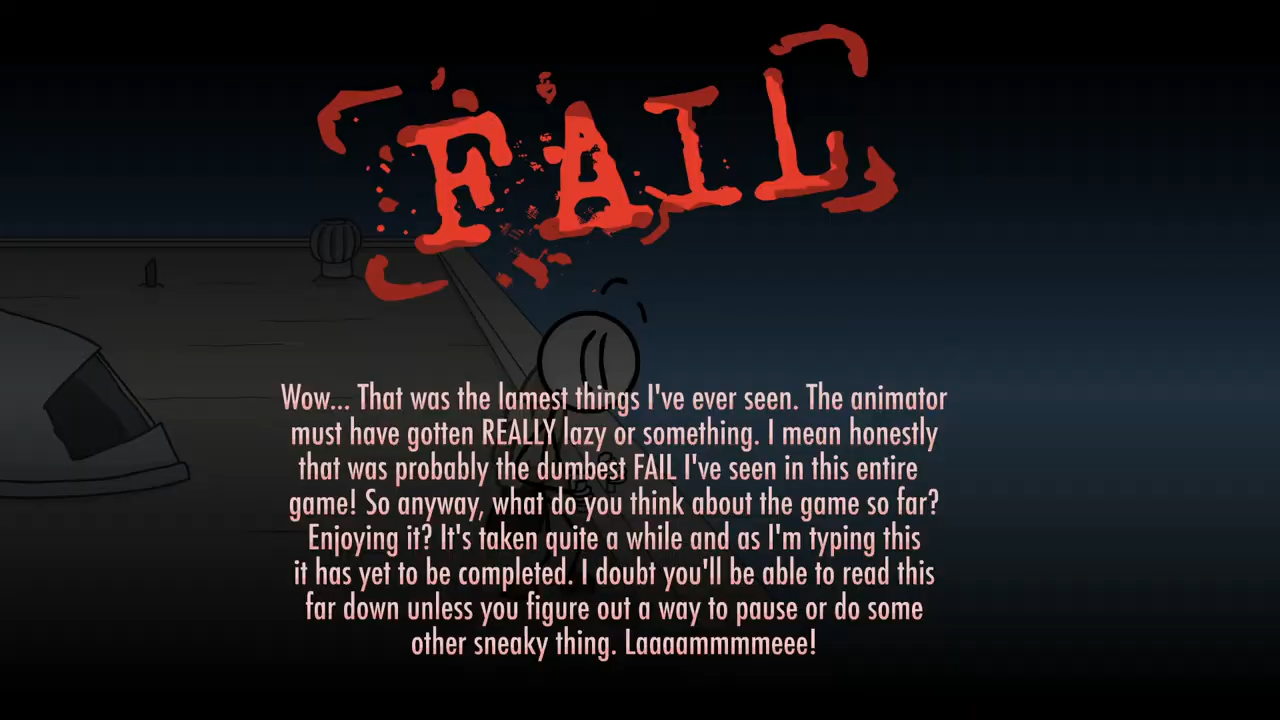 FAIL
Wow... That was the lamest things I've ever seen. The animator
must have gotten REALLY lazy or something. I mean honestly
that was probably the dumbest FAIL I've seen in this entire
game! So anyway, what do you think about the game so far?
Enjoying it? It's taken quite a while and as I'm typing this
it has yet to be completed. I doubt you'll be able to read this
far down unless you figure out a way to pause or do some
other sneaky thing. Laaaammmmeee!